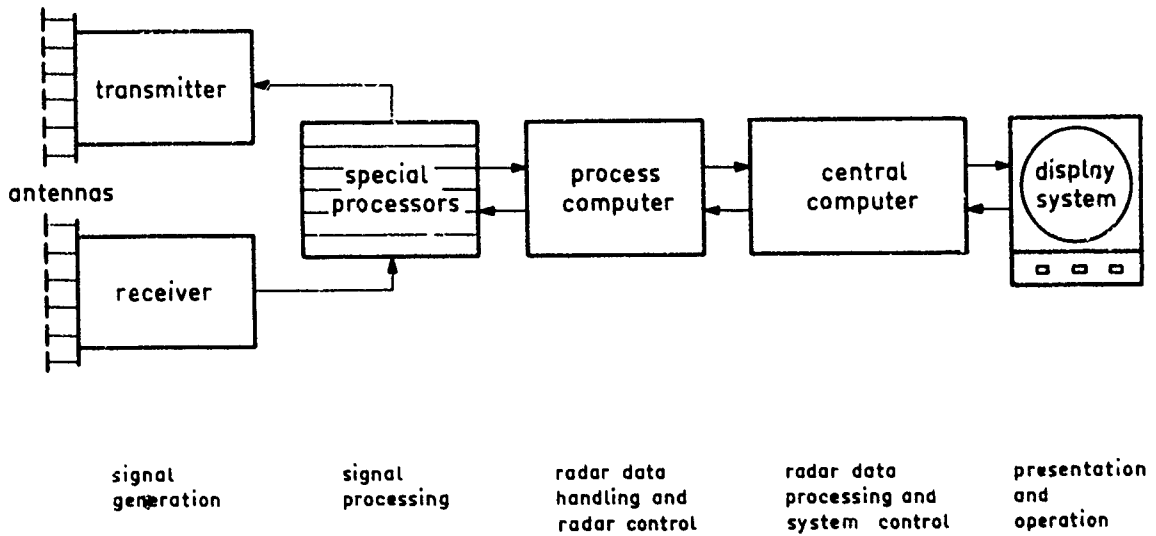 transmitter
antennas
receiver
special
processors
process
computer
central
computer
display
system
signal
generation
signal
processing
radar data
handling and
radar control
radar data
processing and
system control
presentation
and
operation